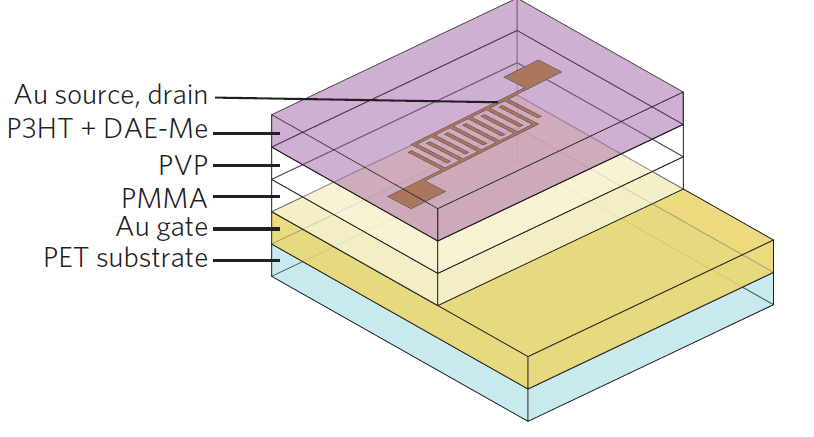 Au source, drain
P3HT + DAE-Me
PVP
PMMA
Au gate
PET substrate